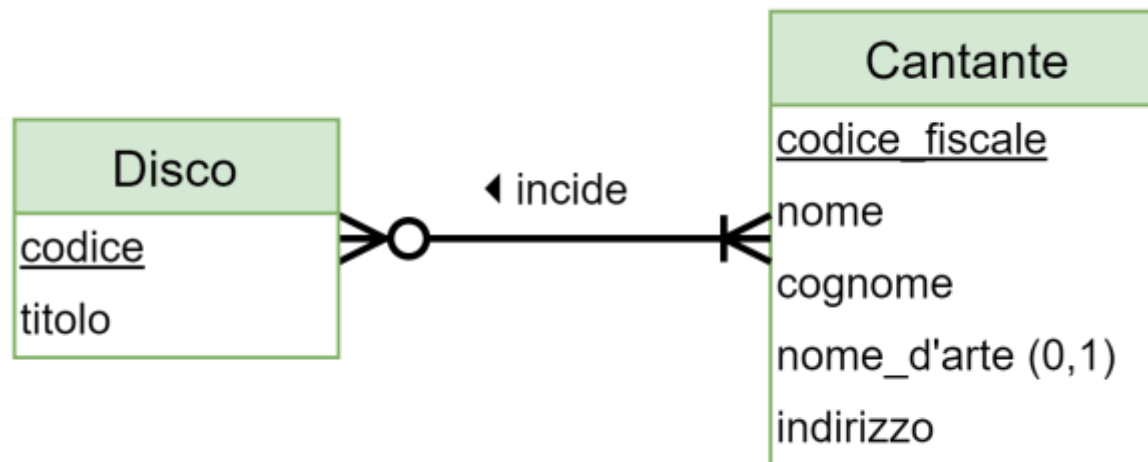 Disco
codice
titolo
incide
Cantante
codice_fiscale
nome
cognome
nome_d'arte (0,1)
indirizzo